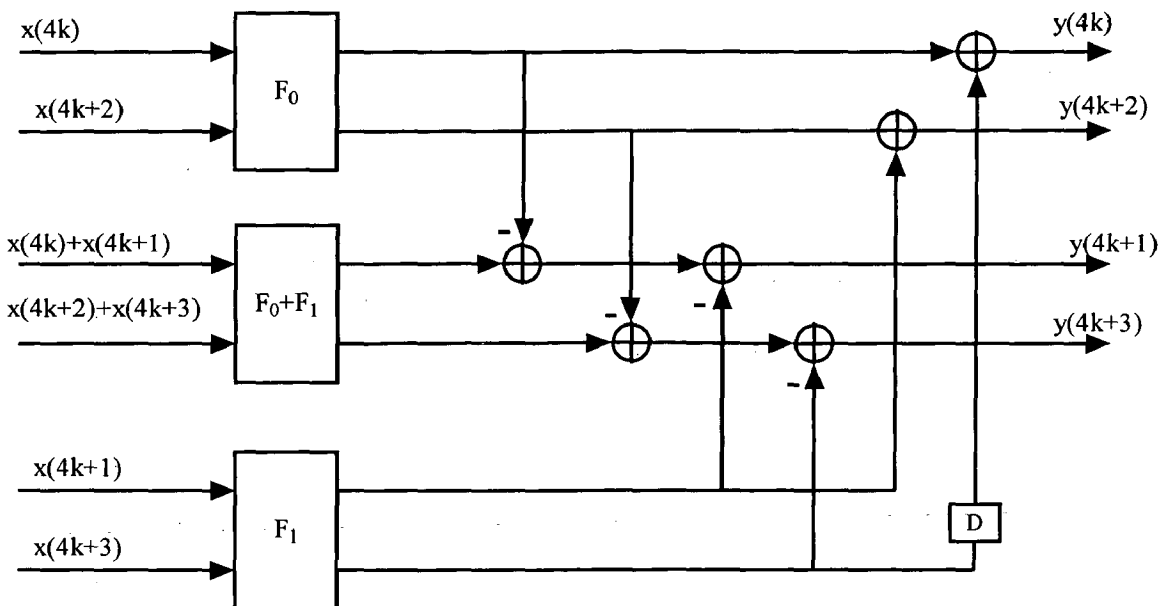 x(4k)
y(4k)
F₀
x(4k+2)
y(4k+2)
-
x(4k)+x(4k+1)
y(4k+1)
F₀+F₁
-
-
x(4k+2)+x(4k+3)
y(4k+3)
-
x(4k+1)
F₁
D
x(4k+3)